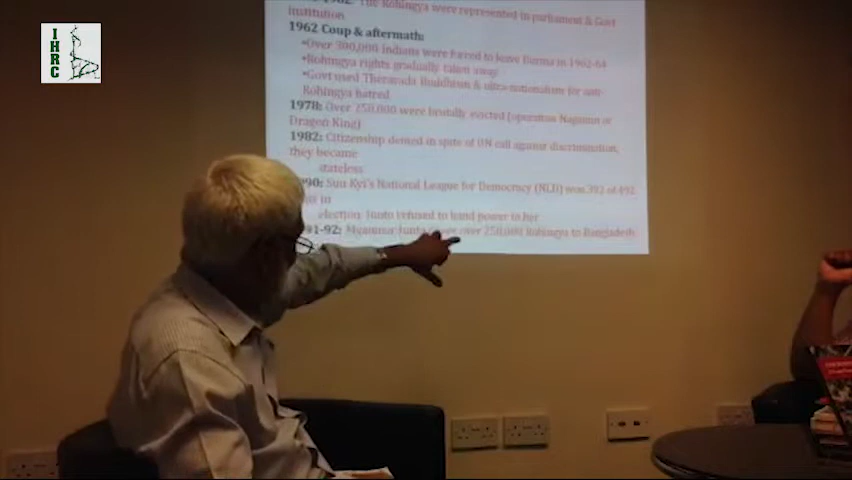 IHRC
The Rohingya were represented in parliament & Govt
institution
1962 Coup & aftermath:
•Over 300,000 Indians were forced to leave Burma in 1962-64
•Rohingya rights gradually taken away
•Govt used Theravada Buddhism & ultra-nationalism for anti-
Rohingya hatred
1978: Over 250,000 were brutally evicted (operation Nagamin or
Dragon King)
1982: Citizenship denied in spite of UN call against discrimination,
they became
stateless
990: Suu Kyi's National League for Democracy (NLD) won 392 of 492
in
election; Junto refused to hand power to her
91-92: Myanmar Junta over 250,000 Rohingya to Bangladesh